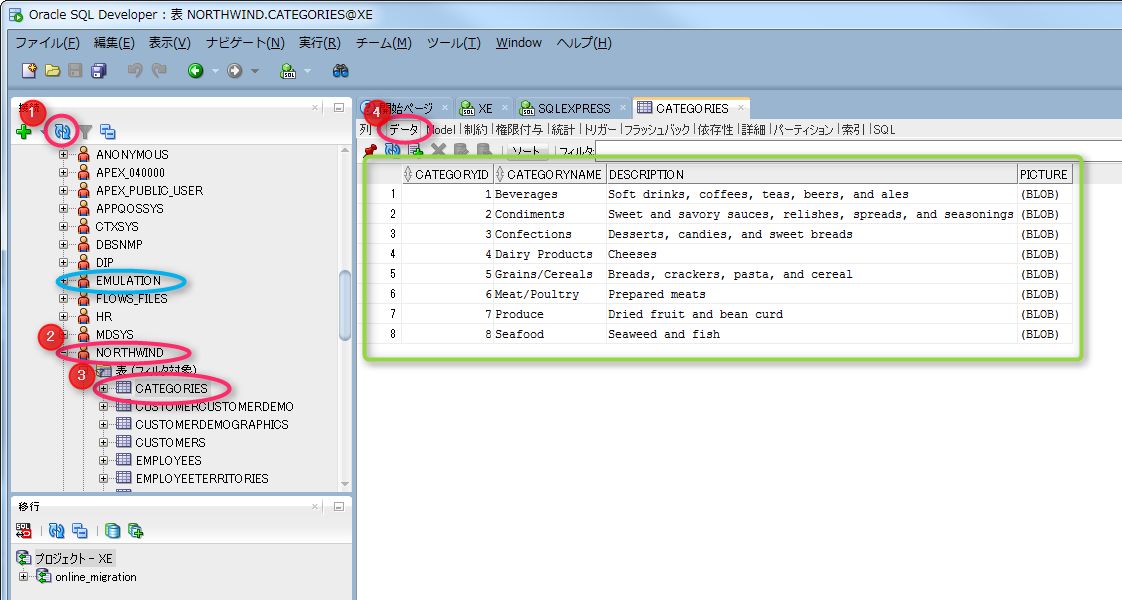 Oracle SQL Developer : 表 NORTHWIND.CATEGORIES@XE
ファイル(F) 編集(E) 表示(V) ナビゲート(N) 実行(R) チーム(M) ツール(T) Window ヘルプ(H)
1
ANONYMOUS
APEX_040000
APEX_PUBLIC_USER
APPQOSSYS
CTXSYS
DBSNMP
DIP
EMULATION
FLOWS_FILES
HR
MDSYS
2
NORTHWIND
3
表 (フィルタ対象)
CATEGORIES
CUSTOMERCUSTOMERDEMO
CUSTOMERDEMOGRAPHICS
CUSTOMERS
EMPLOYEES
EMPLOYEETERRITORIES
移行
プロジェクト - XE
online_migration
4
開始ページ XE SQLEXPRESS CATEGORIES
列 データ Model 制約 権限付与 統計 トリガー フラッシュバック 依存性 詳細 パーティション 索引 SQL
ソート... フィルタ:
CATEGORYID CATEGORYNAME DESCRIPTION PICTURE
1 1 Beverages Soft drinks, coffees, teas, beers, and ales (BLOB)
2 2 Condiments Sweet and savory sauces, relishes, spreads, and seasonings (BLOB)
3 3 Confections Desserts, candies, and sweet breads (BLOB)
4 4 Dairy Products Cheeses (BLOB)
5 5 Grains/Cereals Breads, crackers, pasta, and cereal (BLOB)
6 6 Meat/Poultry Prepared meats (BLOB)
7 7 Produce Dried fruit and bean curd (BLOB)
8 8 Seafood Seaweed and fish (BLOB)